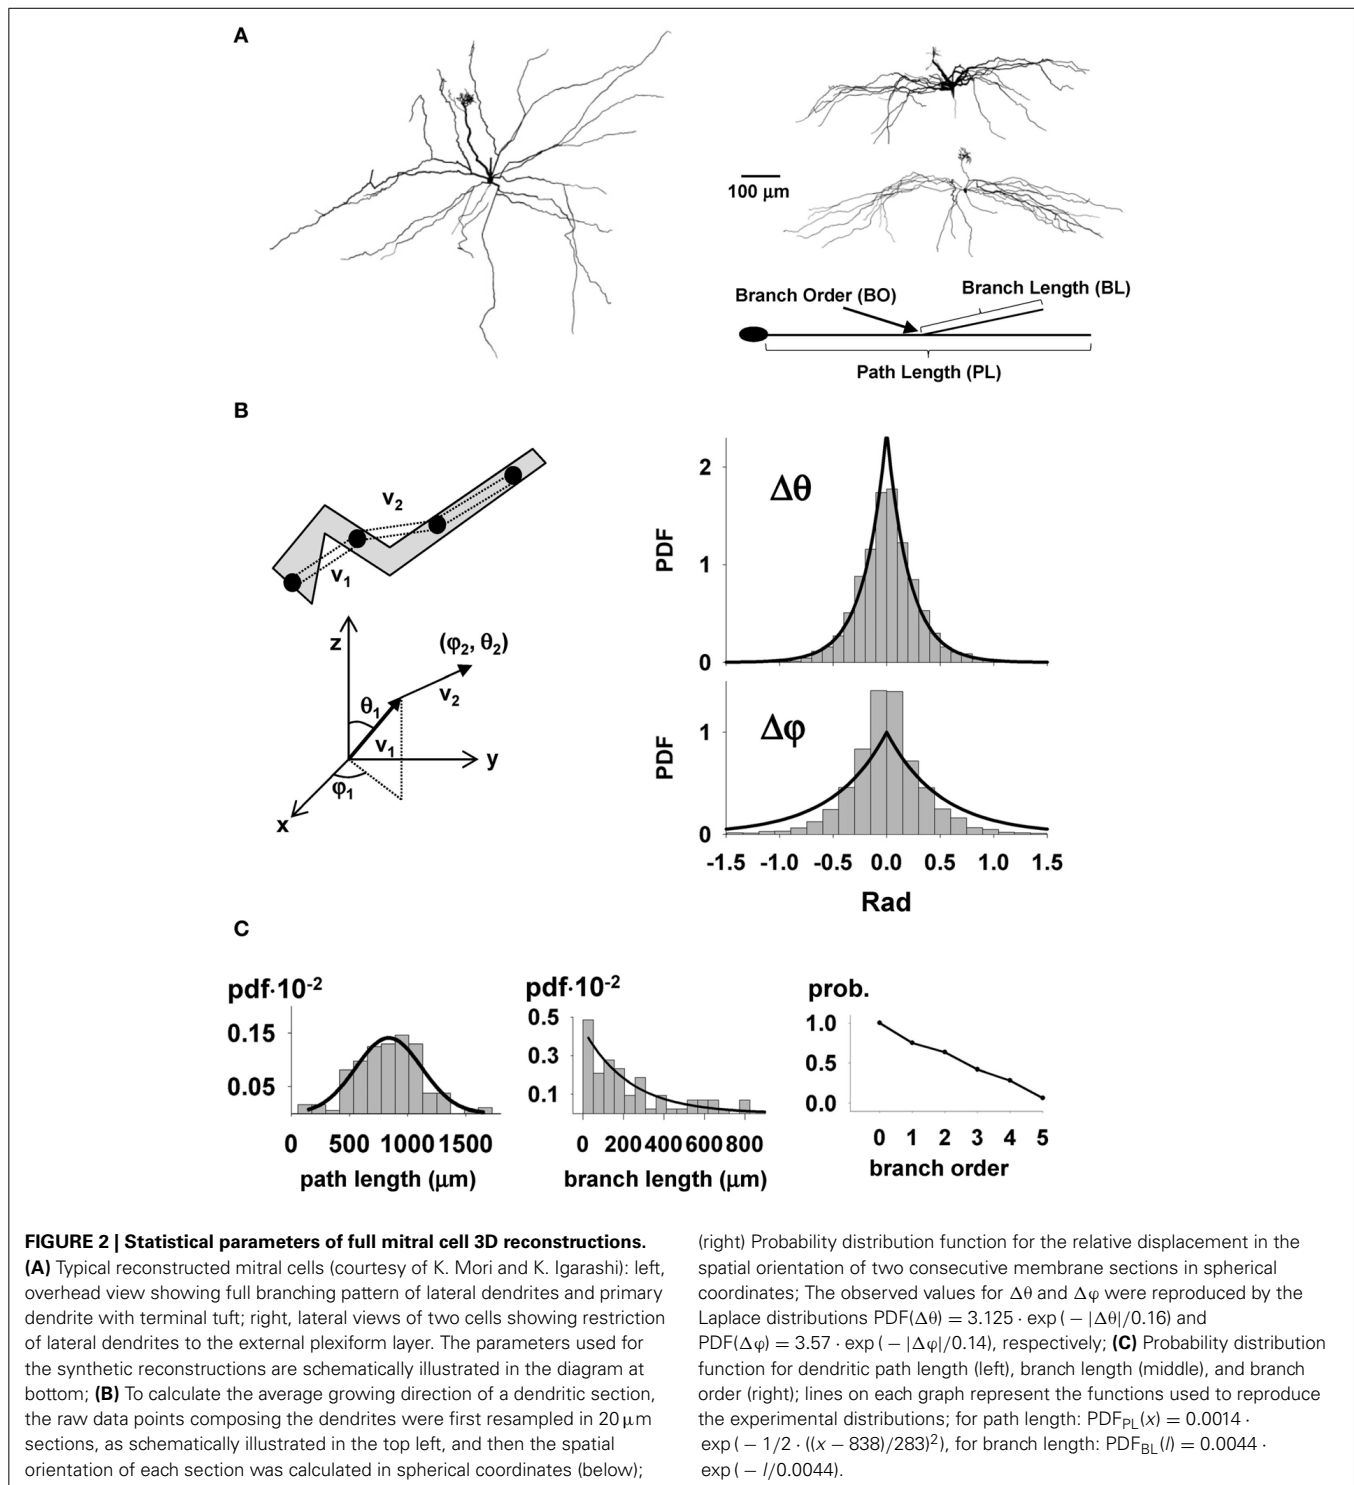 A
100 μm
Branch Order (BO)
Branch Length (BL)
Path Length (PL)
B
v2
v1
z
(φ2, θ2)
v2
θ1
v1
y
φ1
x
2
Δθ
PDF
1
0
Δφ
1
PDF
0
-1.5 -1.0 -0.5 0.0 0.5 1.0 1.5
Rad
C
pdf·10-2
0.15
0.05
0 500 1000 1500
path length (μm)
pdf·10-2
0.5
0.3
0.1
0 200 400 600 800
branch length (μm)
prob.
1.0
0.5
0.0
0 1 2 3 4 5
branch order
FIGURE 2 | Statistical parameters of full mitral cell 3D reconstructions.
(A) Typical reconstructed mitral cells (courtesy of K. Mori and K. Igarashi): left,
overhead view showing full branching pattern of lateral dendrites and primary
dendrite with terminal tuft; right, lateral views of two cells showing restriction
of lateral dendrites to the external plexiform layer. The parameters used for
the synthetic reconstructions are schematically illustrated in the diagram at
bottom; (B) To calculate the average growing direction of a dendritic section,
the raw data points composing the dendrites were first resampled in 20 μm
sections, as schematically illustrated in the top left, and then the spatial
orientation of each section was calculated in spherical coordinates (below);
(right) Probability distribution function for the relative displacement in the
spatial orientation of two consecutive membrane sections in spherical
coordinates; The observed values for Δθ and Δφ were reproduced by the
Laplace distributions PDF(Δθ) = 3.125 · exp ( − |Δθ|/0.16) and
PDF(Δφ) = 3.57 · exp ( − |Δφ|/0.14), respectively; (C) Probability distribution
function for dendritic path length (left), branch length (middle), and branch
order (right); lines on each graph represent the functions used to reproduce
the experimental distributions; for path length: PDFPL(x) = 0.0014 ·
exp ( − 1/2 · ((x − 838)/283)2), for branch length: PDFBL(l) = 0.0044 ·
exp ( − l/0.0044).